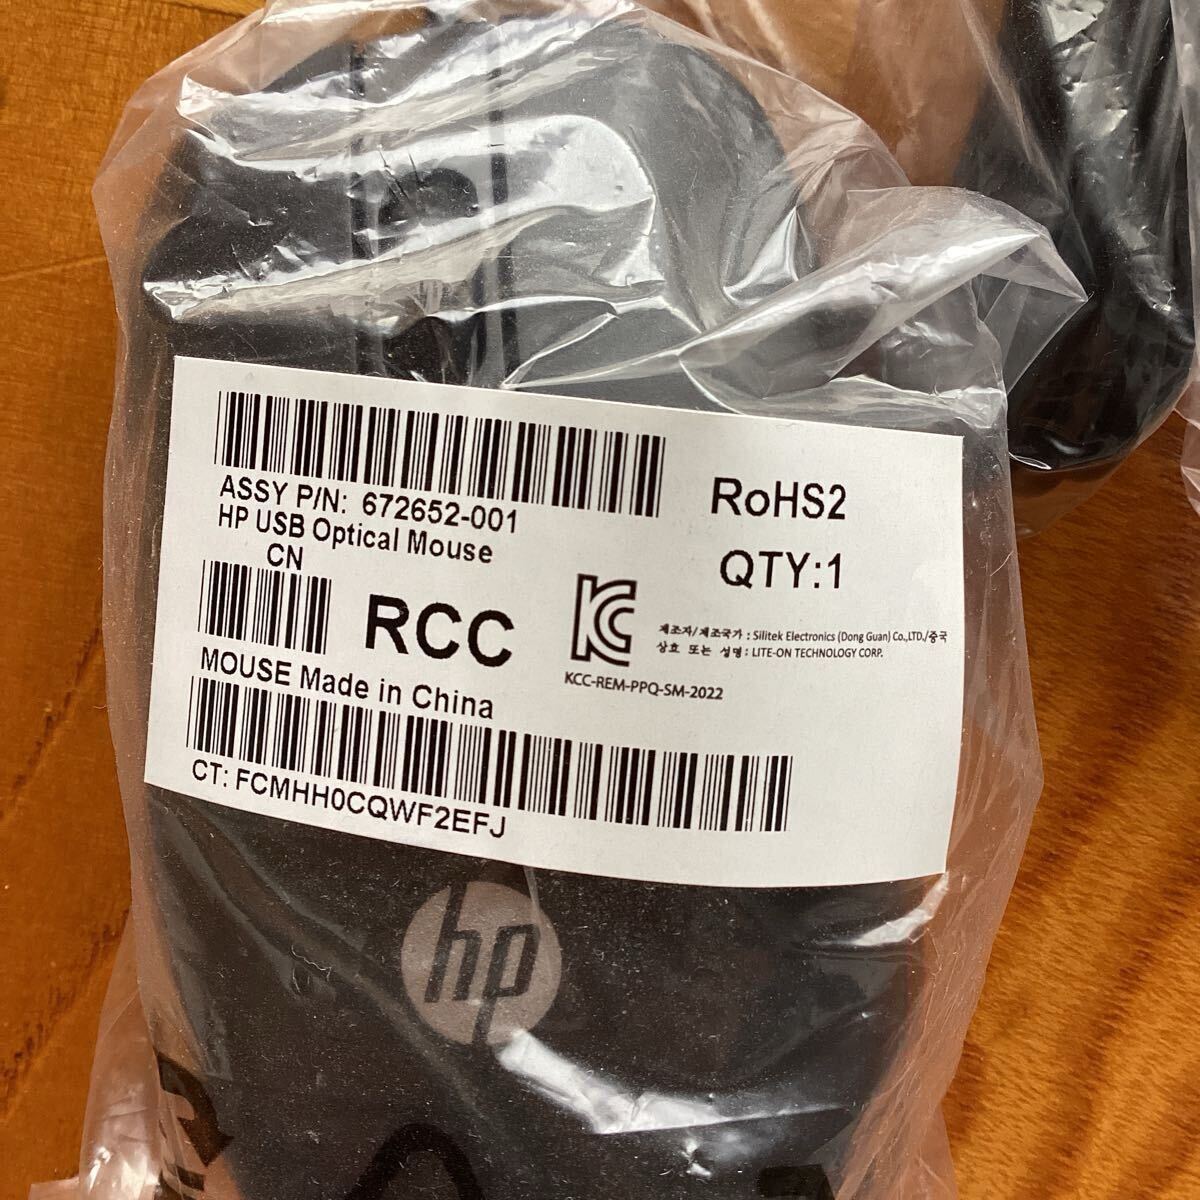 ASSY P/N: 672652-001
HP USB Optical Mouse
CN
RoHS2
QTY:1
RCC
KC
제조자/제조국가 : Silitek Electronics (Dong Guan) Co.,LTD./중국
상호 또는 성명 : LITE-ON TECHNOLOGY CORP.
KCC-REM-PPQ-SM-2022
MOUSE Made in China
CT: FCMHH0CQWF2EFJ
hp